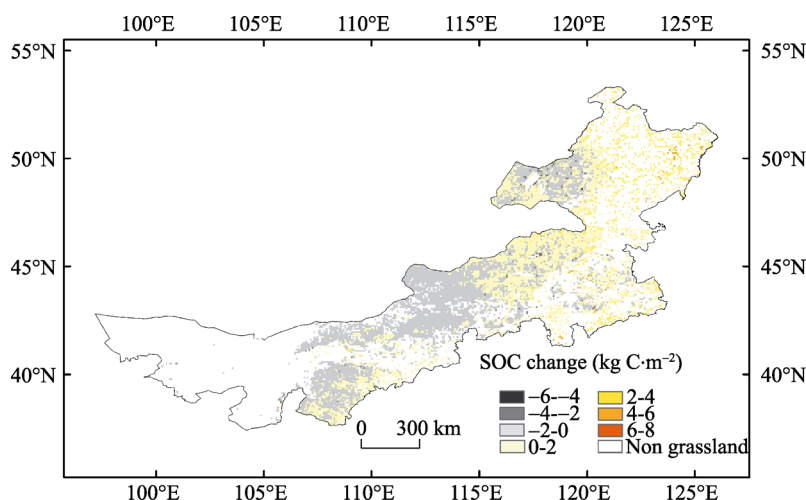 100°E 105°E 110°E 115°E 120°E 125°E
55°N 55°N
50°N 50°N
45°N 45°N
40°N 40°N
SOC change (kg C·m⁻²)
−6-−4 2-4
−4-−2 4-6
−2-0 6-8
0-2 Non grassland
0 300 km
100°E 105°E 110°E 115°E 120°E 125°E